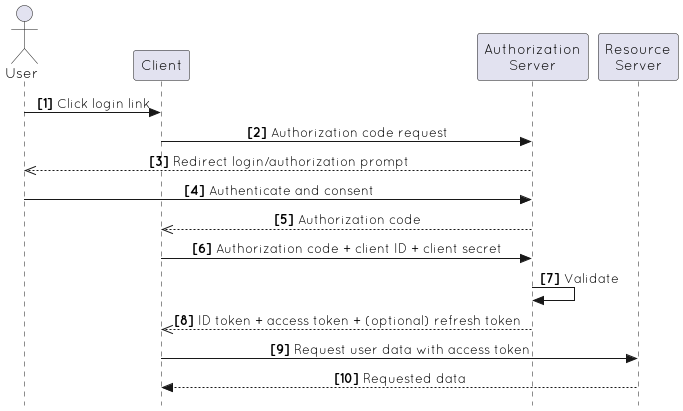 Authorization
Server
Resource
Server
Client
User
[1] Click login link
[2] Authorization code request
[3] Redirect login/authorization prompt
[4] Authenticate and consent
[5] Authorization code
[6] Authorization code + client ID + client secret
[7] Validate
[8] ID token + access token + (optional) refresh token
[9] Request user data with access token
[10] Requested data